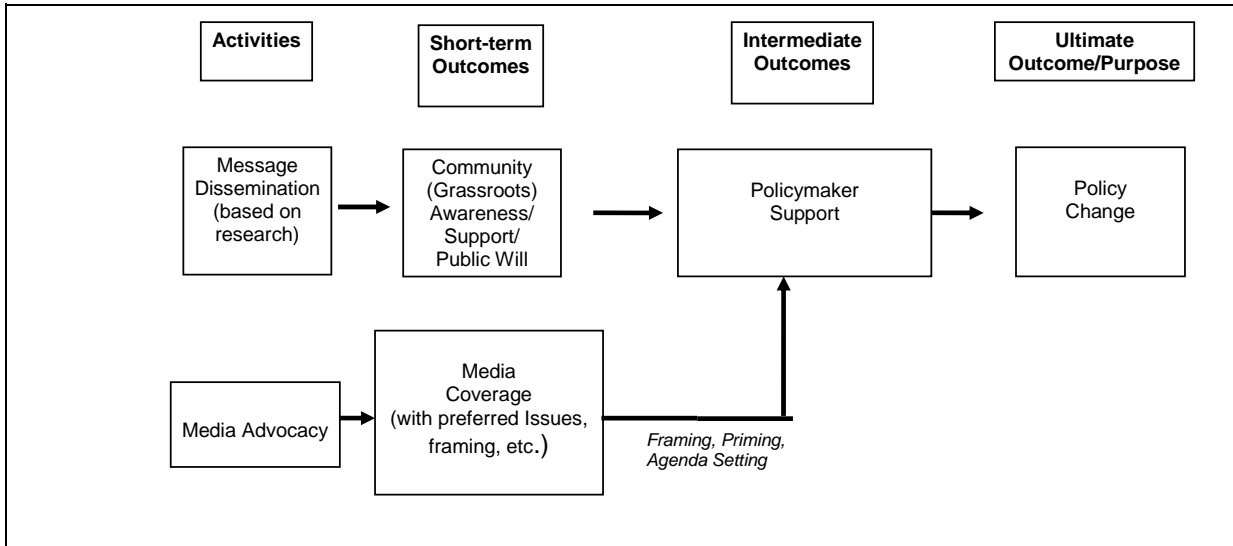 Activities
Short-term
Outcomes
Intermediate
Outcomes
Ultimate
Outcome/Purpose
Message
Dissemination
(based on
research)
Community
(Grassroots)
Awareness/
Support/
Public Will
Policymaker
Support
Policy
Change
Media Advocacy
Media
Coverage
(with preferred Issues,
framing, etc.)
Framing, Priming,
Agenda Setting